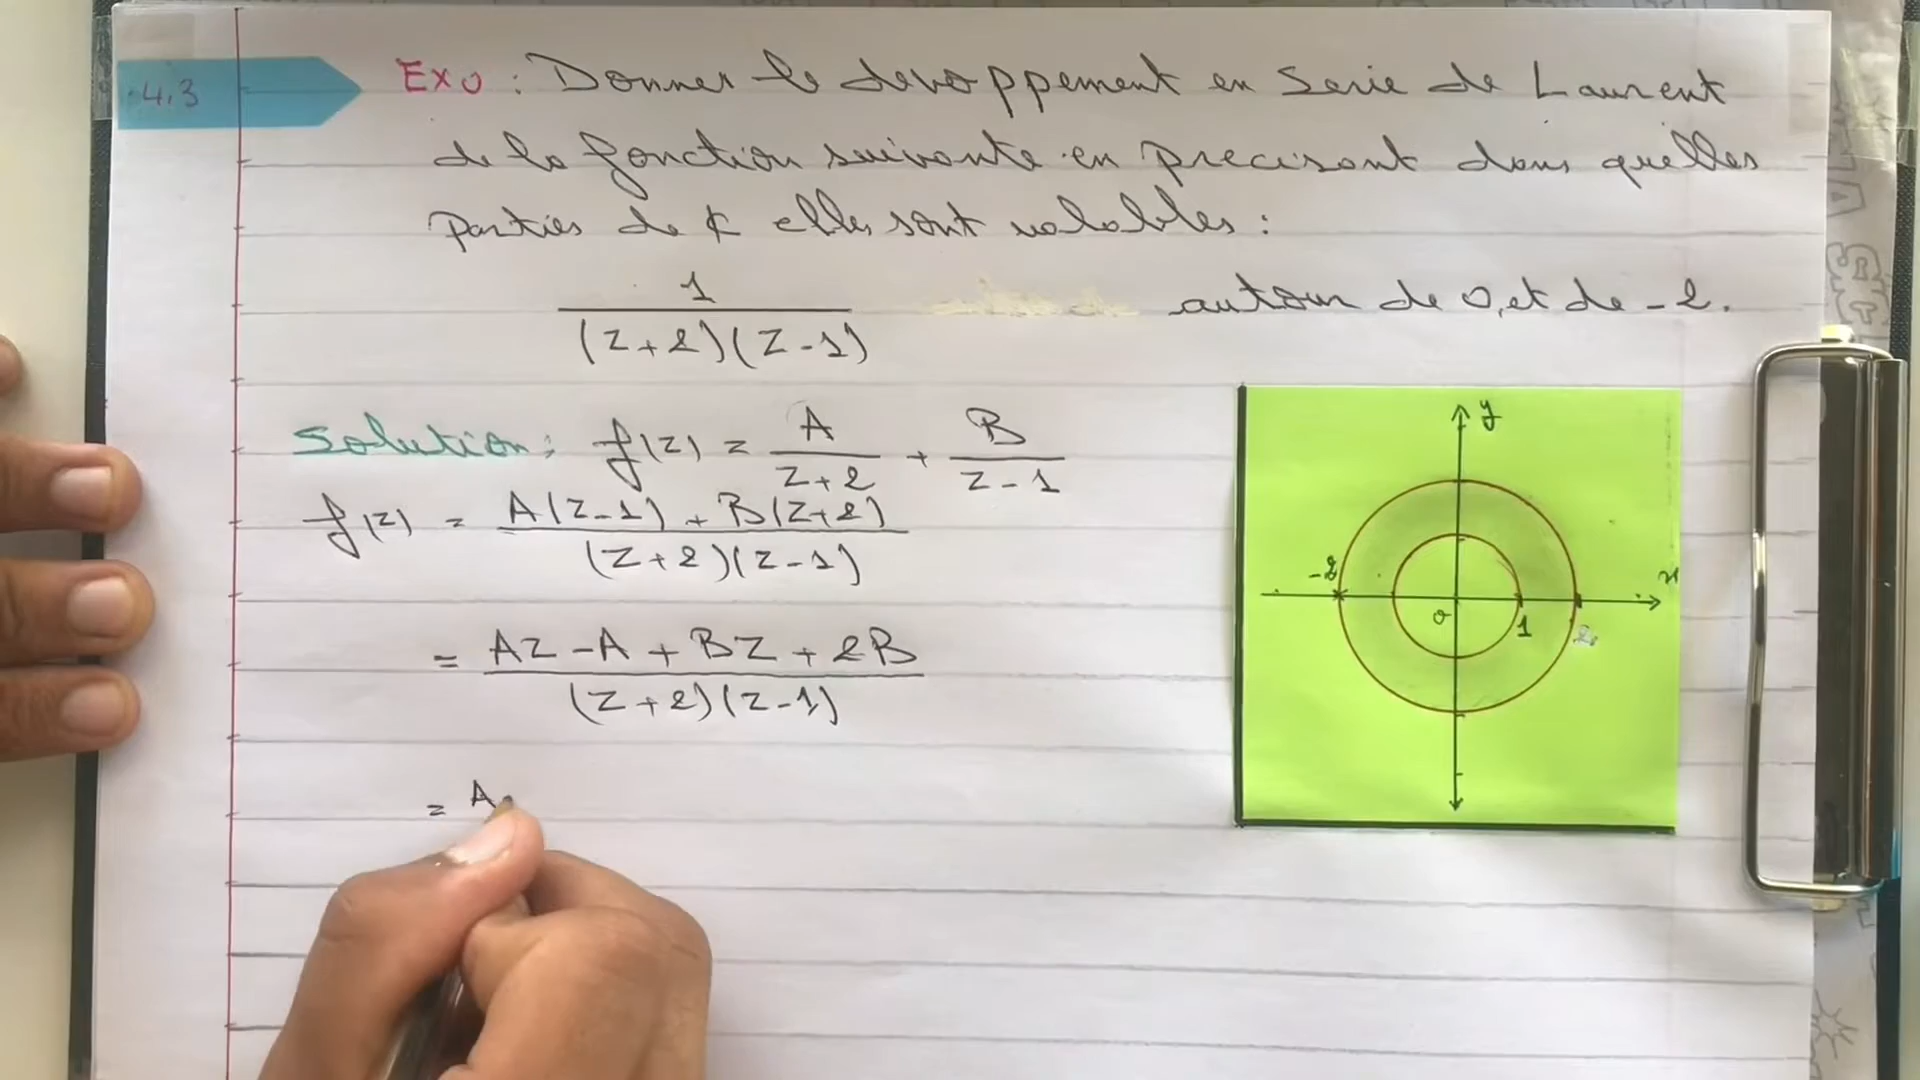 4.3
Exo : Donner le devoppement en serie de Laurent
de la fonction suivante en precisant dans quelles
parties de ₵ elles sont valables :
1
(z+2)(z-1)
autour de 0, et de -2.
Solution : f(z) = A/(z+2) + B/(z-1)
f(z) = (A(z-1) + B(z+2))/((z+2)(z-1))
= (Az - A + Bz + 2B)/((z+2)(z-1))
= A
y
-2
x
0
1
2